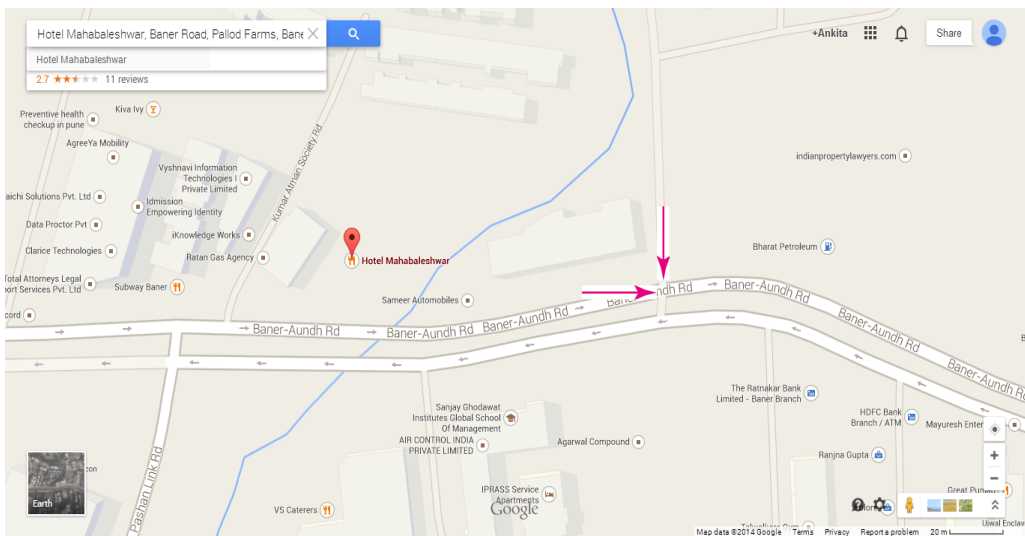 Hotel Mahabaleshwar, Baner Road, Pallod Farms, Bane
Hotel Mahabaleshwar
2.7 11 reviews
+Ankita
Share
Kiva Ivy
Preventive health
checkup in pune
AgreeYa Mobility
Vyshnavi Information
Technologies I
Private Limited
aichi Solutions Pvt. Ltd
Idmission
Empowering Identity
Data Proctor Pvt
iKnowledge Works
Clarice Technologies
Ratan Gas Agency
Total Attorneys Legal
port Services Pvt. Ltd
Subway Baner
cord
Kumar Atman Society Rd
Hotel Mahabaleshwar
Sameer Automobiles
indianpropertylawyers.com
Bharat Petroleum
Baner-Aundh Rd
Baner-Aundh Rd
Baner-Aundh Rd
Baner-Aundh Rd
Baner-Aundh Rd
Baner-Aundh Rd
Baner-Aundh Rd
Pashan Link Rd
Sanjay Ghodawat
Institutes Global School
Of Management
AIR CONTROL INDIA
PRIVATE LIMITED
Agarwal Compound
The Ratnakar Bank
Limited - Baner Branch
HDFC Bank
Branch / ATM
Mayuresh Enter
Ranjna Gupta
IPRASS Service
Apartments
VS Caterers
Great Pun
Ujwal Enclav
Earth
Google
Map data ©2014 Google Terms Privacy Report a problem 20 m